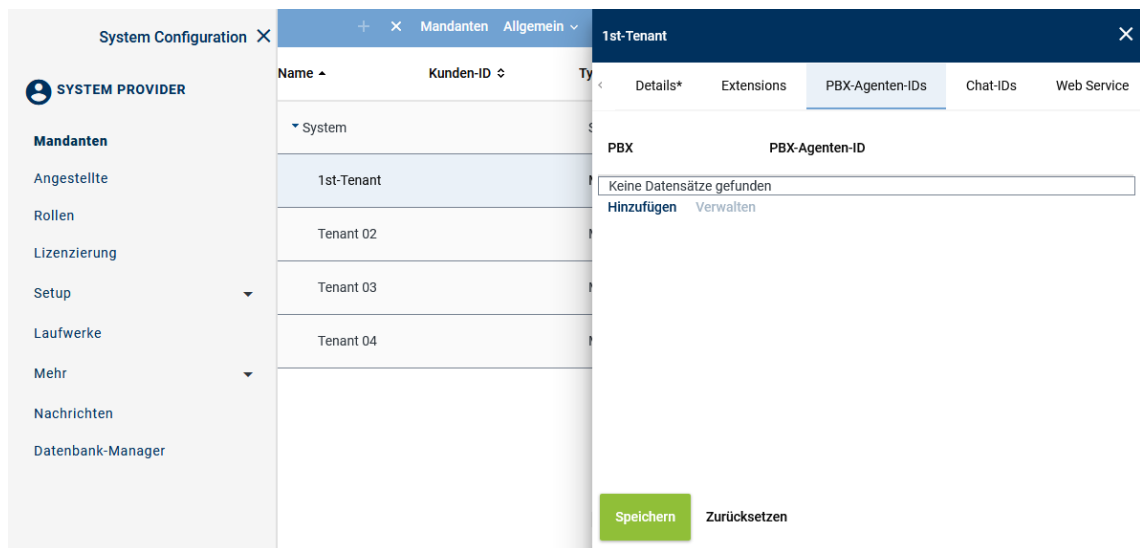 System Configuration
SYSTEM PROVIDER
Mandanten
Angestellte
Rollen
Lizenzierung
Setup
Laufwerke
Mehr
Nachrichten
Datenbank-Manager
Mandanten Allgemein
Name Kunden-ID
System
1st-Tenant
Tenant 02
Tenant 03
Tenant 04
1st-Tenant
Details* Extensions PBX-Agenten-IDs Chat-IDs Web Service
PBX PBX-Agenten-ID
Keine Datensätze gefunden
Hinzufügen Verwalten
Speichern Zurücksetzen